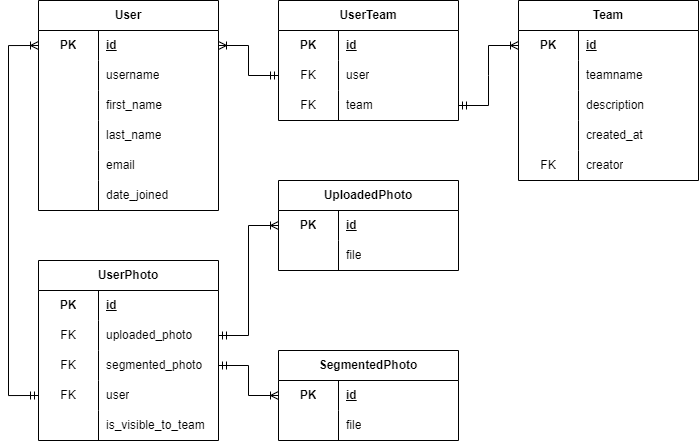 User
PK id
username
first_name
last_name
email
date_joined
UserTeam
PK id
FK user
FK team
Team
PK id
teamname
description
created_at
FK creator
UploadedPhoto
PK id
file
UserPhoto
PK id
FK uploaded_photo
FK segmented_photo
FK user
is_visible_to_team
SegmentedPhoto
PK id
file